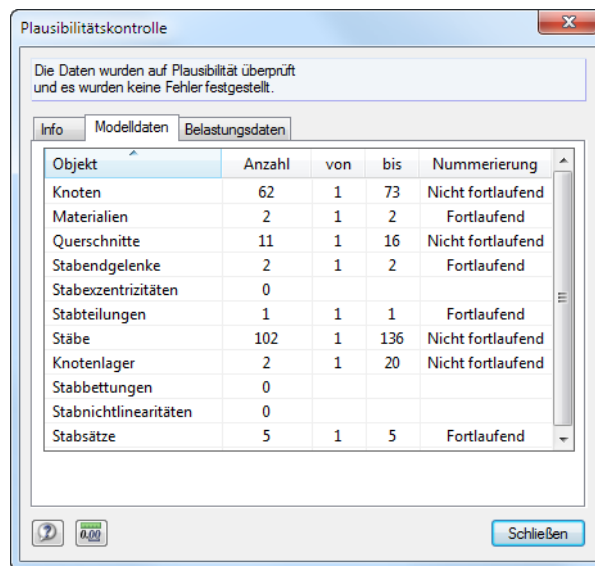 Plausibilitätskontrolle
Die Daten wurden auf Plausibilität überprüft
und es wurden keine Fehler festgestellt.
Info Modelldaten Belastungsdaten
Objekt Anzahl von bis Nummerierung
Knoten 62 1 73 Nicht fortlaufend
Materialien 2 1 2 Fortlaufend
Querschnitte 11 1 16 Nicht fortlaufend
Stabendgelenke 2 1 2 Fortlaufend
Stabexzentrizitäten 0
Stabteilungen 1 1 1 Fortlaufend
Stäbe 102 1 136 Nicht fortlaufend
Knotenlager 2 1 20 Nicht fortlaufend
Stabbettungen 0
Stabnichtlinearitäten 0
Stabsätze 5 1 5 Fortlaufend
0.00 Schließen